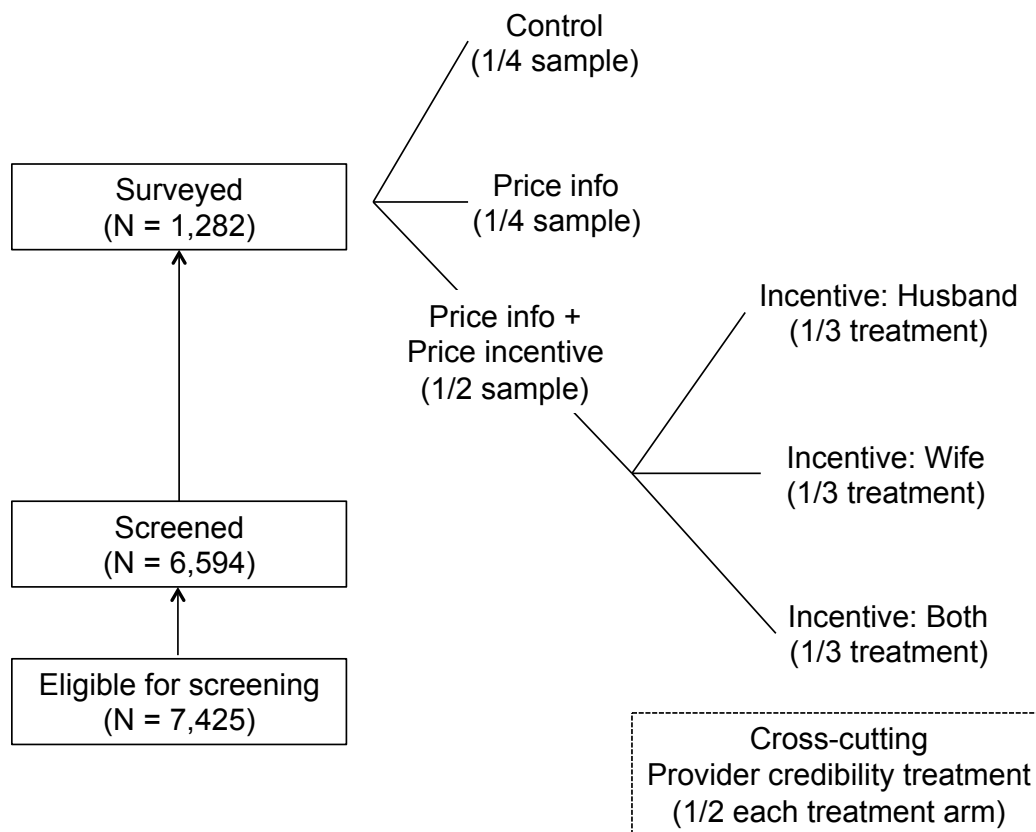 Control
(1/4 sample)
Surveyed
(N = 1,282)
Price info
(1/4 sample)
Price info +
Price incentive
(1/2 sample)
Incentive: Husband
(1/3 treatment)
Incentive: Wife
(1/3 treatment)
Screened
(N = 6,594)
Incentive: Both
(1/3 treatment)
Eligible for screening
(N = 7,425)
Cross-cutting
Provider credibility treatment
(1/2 each treatment arm)